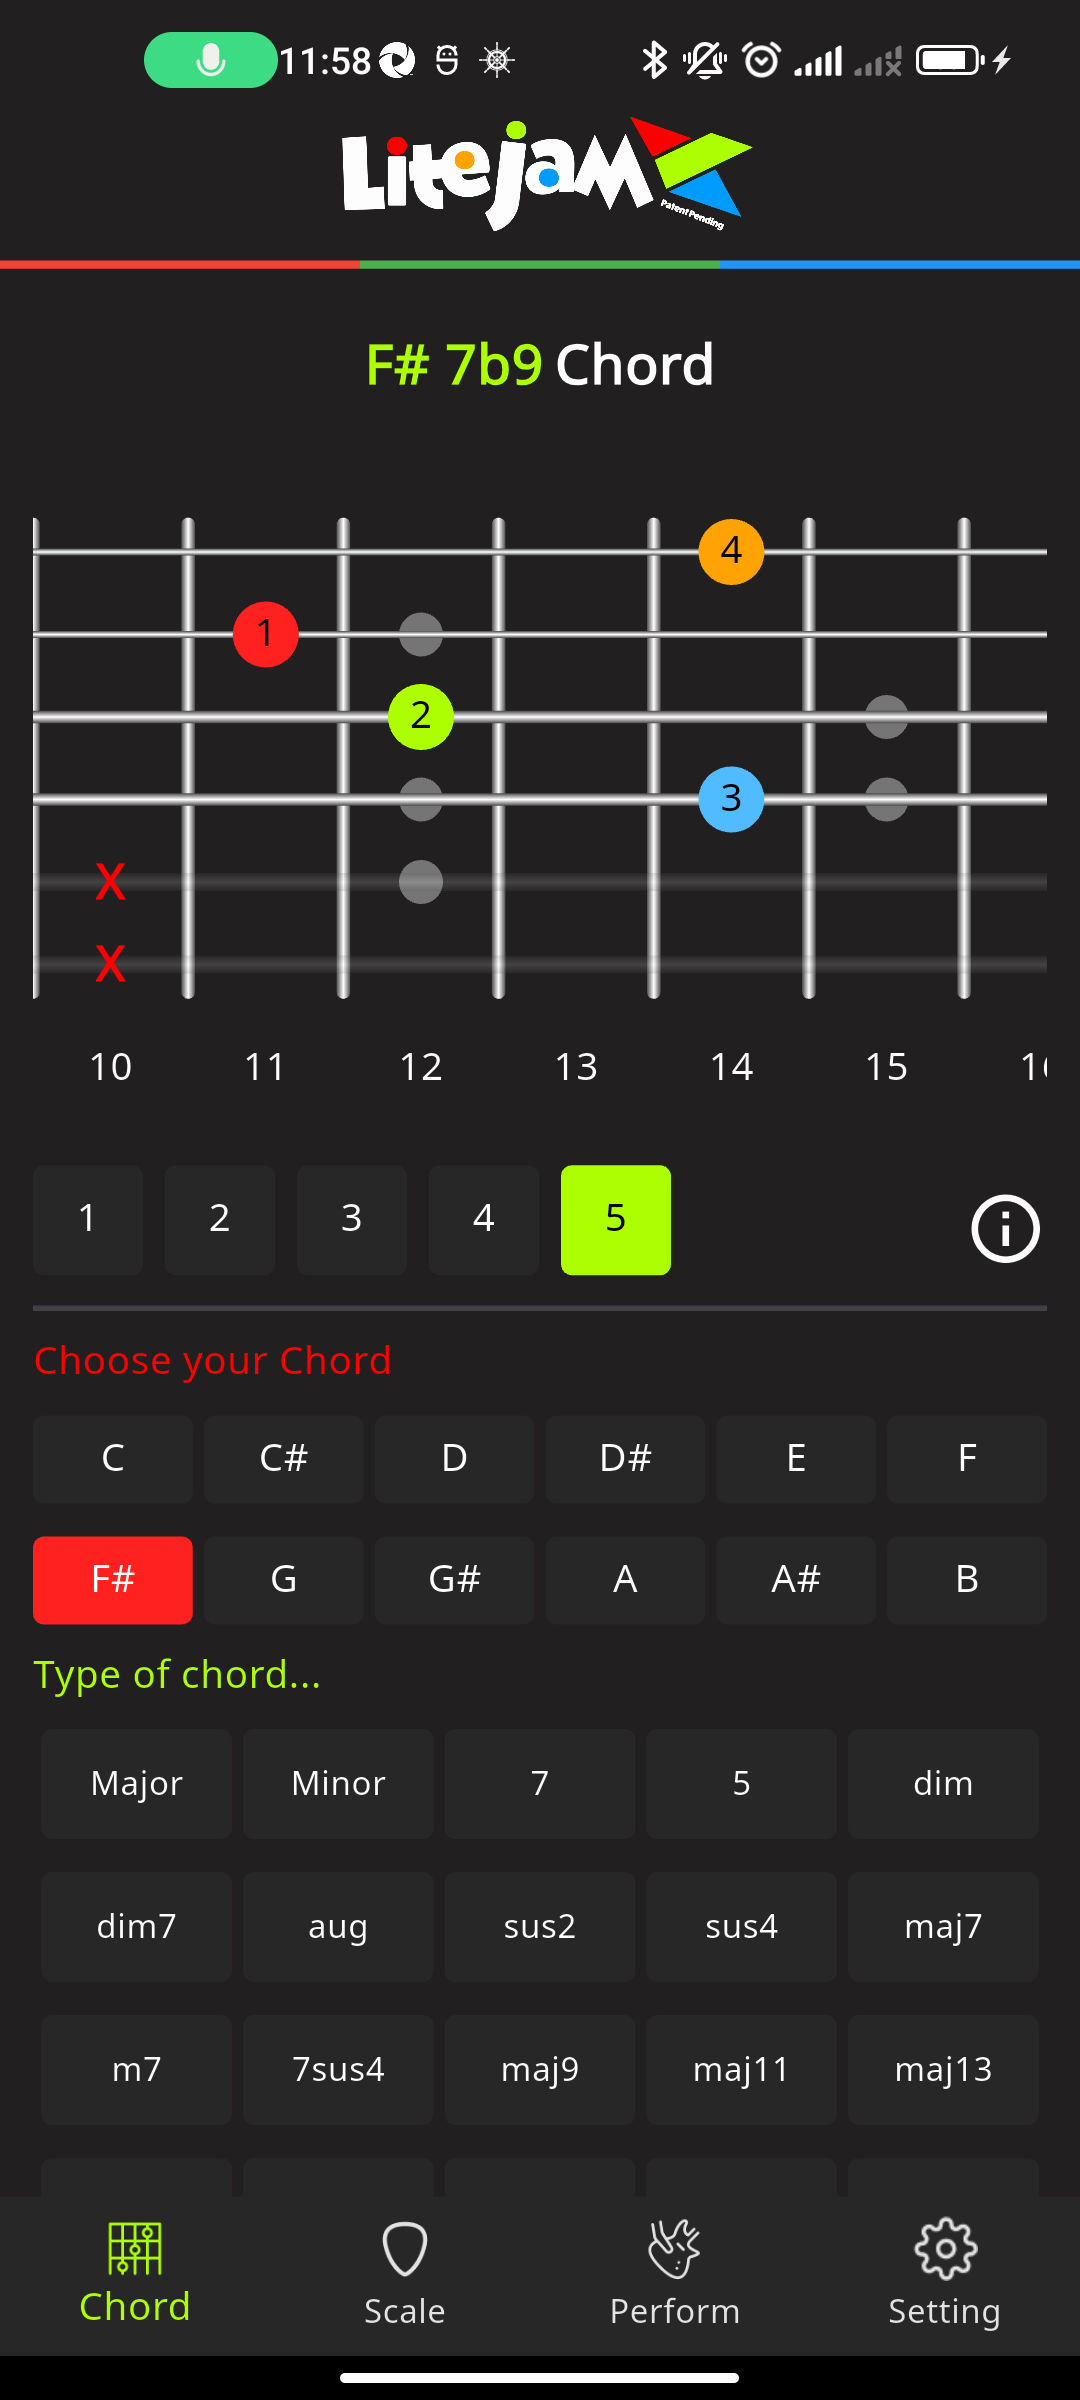 11:58
Litejam
Patent Pending
F# 7b9 Chord
4
1
2
3
X
X
10 11 12 13 14 15
1 2 3 4 5
Choose your Chord
C C# D D# E F
F# G G# A A# B
Type of chord...
Major Minor 7 5 dim
dim7 aug sus2 sus4 maj7
m7 7sus4 maj9 maj11 maj13
Chord Scale Perform Setting